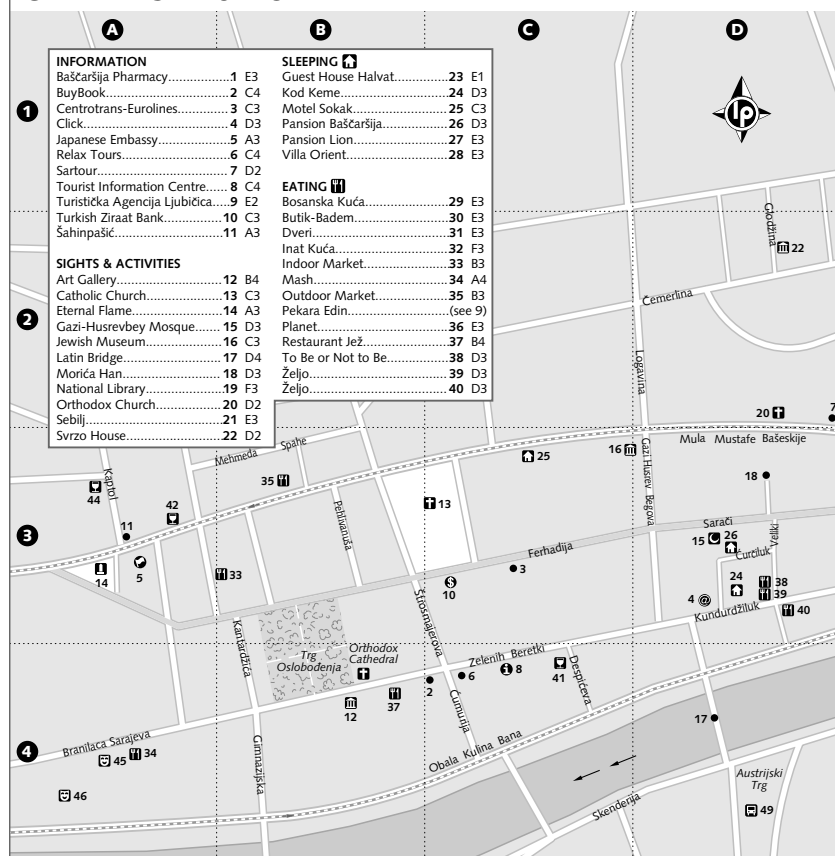 A
B
C
D
1
2
3
4
INFORMATION
Baščaršija Pharmacy 1 E3
BuyBook 2 C4
Centrotrans-Eurolines 3 C3
Click 4 D3
Japanese Embassy 5 A3
Relax Tours 6 C4
Sartour 7 D2
Tourist Information Centre 8 C4
Turistička Agencija Ljubičica 9 E2
Turkish Ziraat Bank 10 C3
Šahinpašić 11 A3
SIGHTS & ACTIVITIES
Art Gallery 12 B4
Catholic Church 13 C3
Eternal Flame 14 A3
Gazi-Husrevbey Mosque 15 D3
Jewish Museum 16 C3
Latin Bridge 17 D4
Morića Han 18 D3
National Library 19 F3
Orthodox Church 20 D2
Sebilj 21 E3
Svrzo House 22 D2
SLEEPING
Guest House Halvat 23 E1
Kod Keme 24 D3
Motel Sokak 25 C3
Pansion Baščaršija 26 D3
Pansion Lion 27 E3
Villa Orient 28 E3
EATING
Bosanska Kuća 29 E3
Butik-Badem 30 E3
Dveri 31 E3
Inat Kuća 32 F3
Indoor Market 33 B3
Mash 34 A4
Outdoor Market 35 B3
Pekara Edin (see 9)
Planet 36 E3
Restaurant Jež 37 B4
To Be or Not to Be 38 D3
Željo 39 D3
Željo 40 D3
lp
Glodžina
22
Čemerlina
Logavina
20
7
Mula Mustafe Bašeskije
Mehmeda Spahe
Kaptol
44
42
35
25
16
Gazi Husrev Begova
18
Pehlivanuša
13
11
Sarači
Veliki
15
26
Ćurčiluk
14
5
33
Ferhadija
3
10
24
38
39
4
40
Kundurdžiluk
Kantardžića
Štrosmajerova
Trg
Oslobođenja
Orthodox
Cathedral
Zelenih Beretki
6
8
41
Despićeva
12
37
2
Čumurija
17
Branilaca Sarajeva
34
45
46
Gimnazijska
Obala Kulina Bana
Skenderija
Austrijski
Trg
49